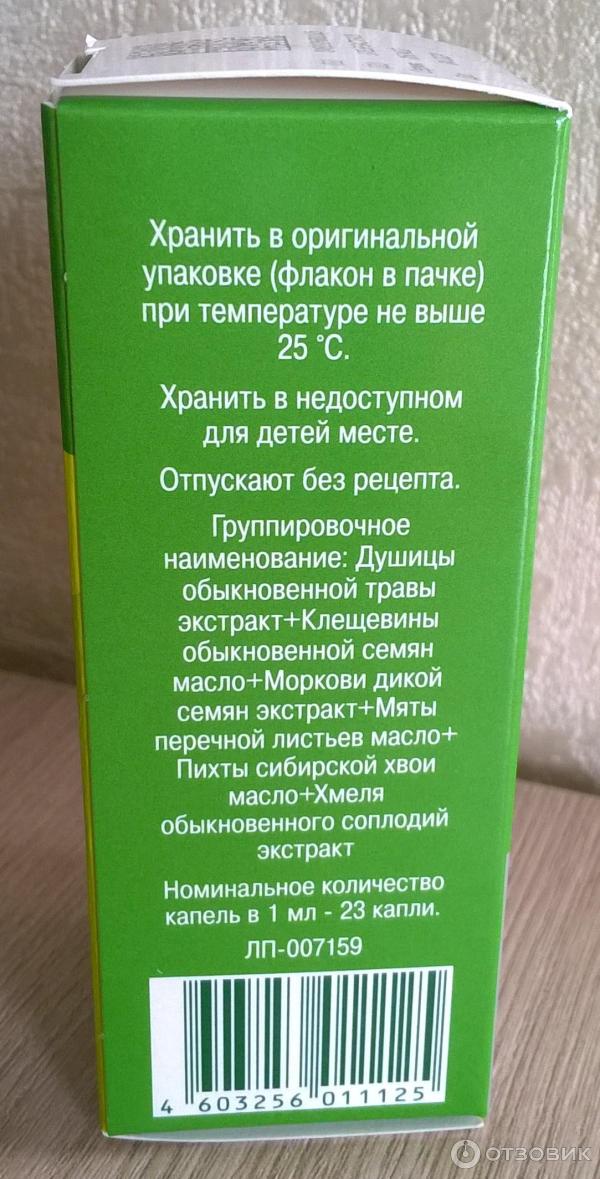 Хранить в оригинальной
упаковке (флакон в пачке)
при температуре не выше
25 °С.
Хранить в недоступном
для детей месте.
Отпускают без рецепта.
Группировочное
наименование: Душицы
обыкновенной травы
экстракт+Клещевины
обыкновенной семян
масло+Моркови дикой
семян экстракт+Мяты
перечной листьев масло+
Пихты сибирской хвои
масло+Хмеля
обыкновенного соплодий
экстракт
Номинальное количество
капель в 1 мл - 23 капли.
ЛП-007159
4 603256 011125
ОТЗОВИК